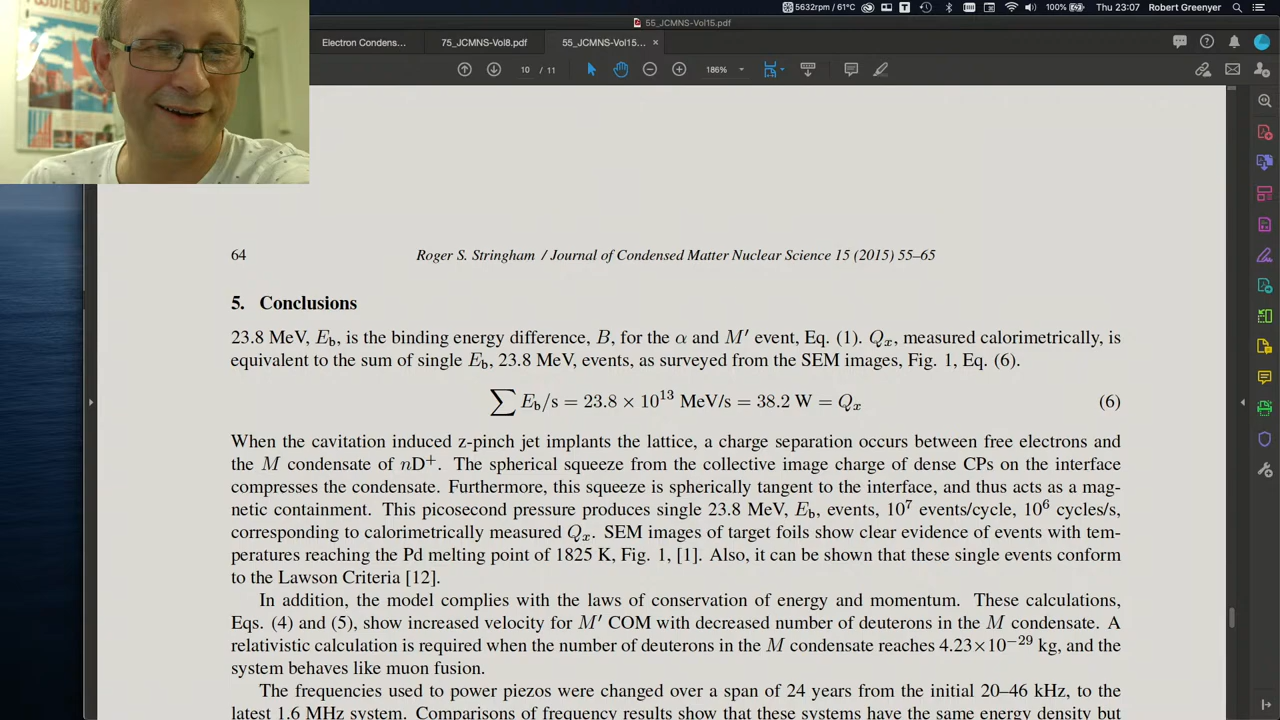 5632rpm / 61°C
100%
Thu 23:07
Robert Greenyer
55_JCMNS-Vol15.pdf
Electron Condens...
75_JCMNS-Vol8.pdf
55_JCMNS-Vol15...
×
10 / 11
186%
64
Roger S. Stringham / Journal of Condensed Matter Nuclear Science 15 (2015) 55–65
5. Conclusions
23.8 MeV, E_b, is the binding energy difference, B, for the α and M′ event, Eq. (1). Q_x, measured calorimetrically, is
equivalent to the sum of single E_b, 23.8 MeV, events, as surveyed from the SEM images, Fig. 1, Eq. (6).
∑ E_b/s = 23.8 × 10^13 MeV/s = 38.2 W = Q_x (6)
When the cavitation induced z-pinch jet implants the lattice, a charge separation occurs between free electrons and
the M condensate of nD⁺. The spherical squeeze from the collective image charge of dense CPs on the interface
compresses the condensate. Furthermore, this squeeze is spherically tangent to the interface, and thus acts as a mag-
netic containment. This picosecond pressure produces single 23.8 MeV, E_b, events, 10^7 events/cycle, 10^6 cycles/s,
corresponding to calorimetrically measured Q_x. SEM images of target foils show clear evidence of events with tem-
peratures reaching the Pd melting point of 1825 K, Fig. 1, [1]. Also, it can be shown that these single events conform
to the Lawson Criteria [12].
In addition, the model complies with the laws of conservation of energy and momentum. These calculations,
Eqs. (4) and (5), show increased velocity for M′ COM with decreased number of deuterons in the M condensate. A
relativistic calculation is required when the number of deuterons in the M condensate reaches 4.23×10^−29 kg, and the
system behaves like muon fusion.
The frequencies used to power piezos were changed over a span of 24 years from the initial 20–46 kHz, to the
latest 1.6 MHz system. Comparisons of frequency results show that these systems have the same energy density but